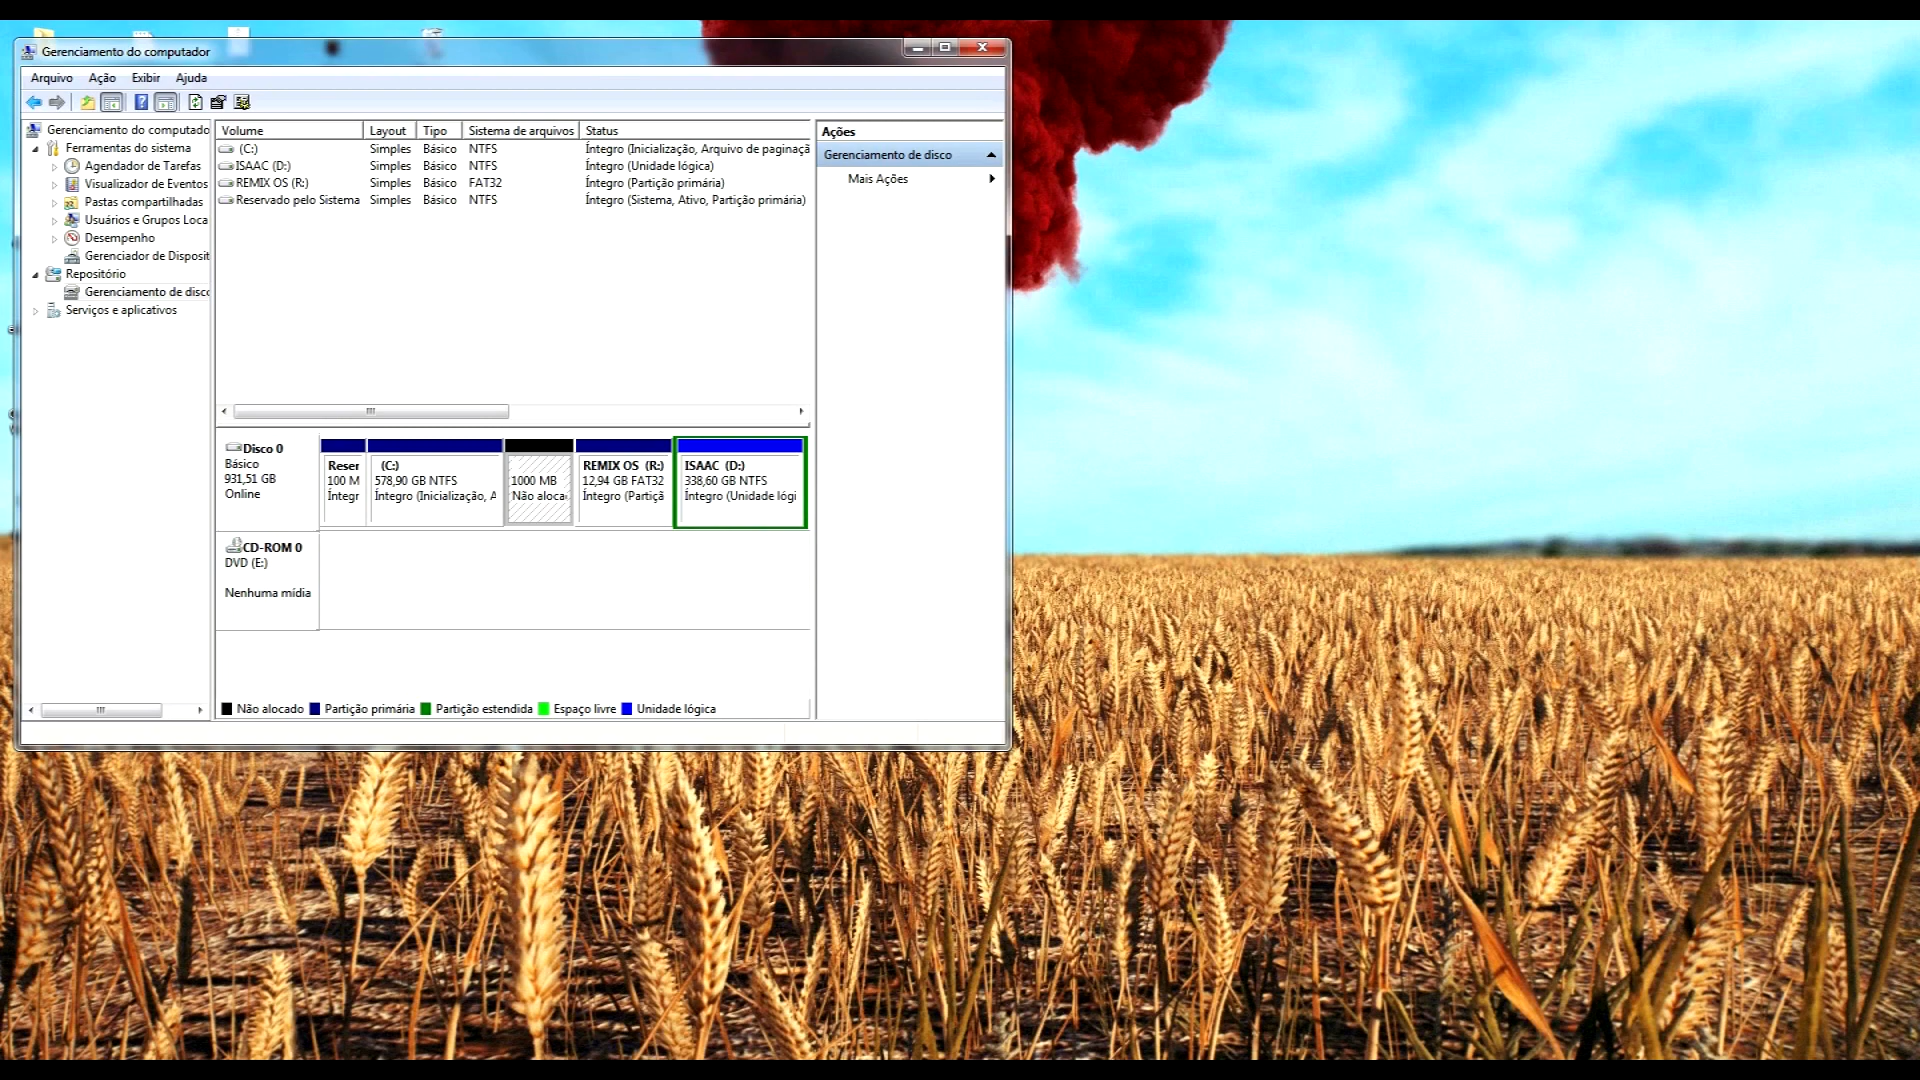 Gerenciamento do computador
Arquivo Ação Exibir Ajuda
Gerenciamento do computado
Ferramentas do sistema
Agendador de Tarefas
Visualizador de Eventos
Pastas compartilhadas
Usuários e Grupos Loca
Desempenho
Gerenciador de Disposit
Repositório
Gerenciamento de disc
Serviços e aplicativos
Volume Layout Tipo Sistema de arquivos Status
(C:) Simples Básico NTFS Íntegro (Inicialização, Arquivo de paginaçã
ISAAC (D:) Simples Básico NTFS Íntegro (Unidade lógica)
REMIX OS (R:) Simples Básico FAT32 Íntegro (Partição primária)
Reservado pelo Sistema Simples Básico NTFS Íntegro (Sistema, Ativo, Partição primária)
Disco 0
Básico
931,51 GB
Online
Reser
100 M
Íntegr
(C:)
578,90 GB NTFS
Íntegro (Inicialização, A
1000 MB
Não aloca
REMIX OS (R:)
12,94 GB FAT32
Íntegro (Partiçã
ISAAC (D:)
338,60 GB NTFS
Íntegro (Unidade lógi
CD-ROM 0
DVD (E:)
Nenhuma mídia
Não alocado Partição primária Partição estendida Espaço livre Unidade lógica
Ações
Gerenciamento de disco
Mais Ações